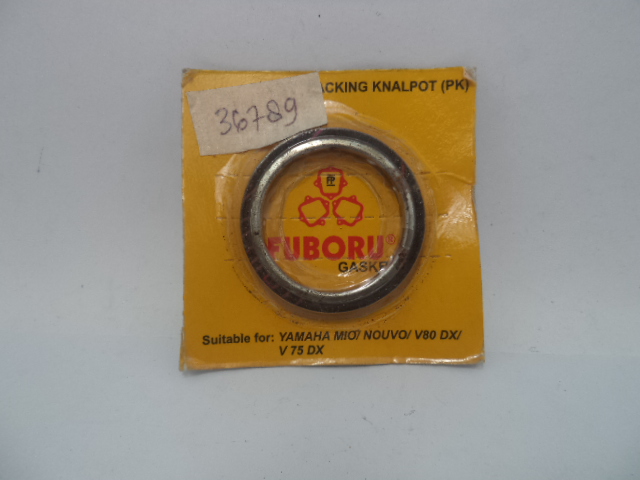 ACKING KNALPOT (PK)
36789
FUBORU®
GASKE
Suitable for: YAMAHA MIO/ NOUVO/ V80 DX/
V 75 DX